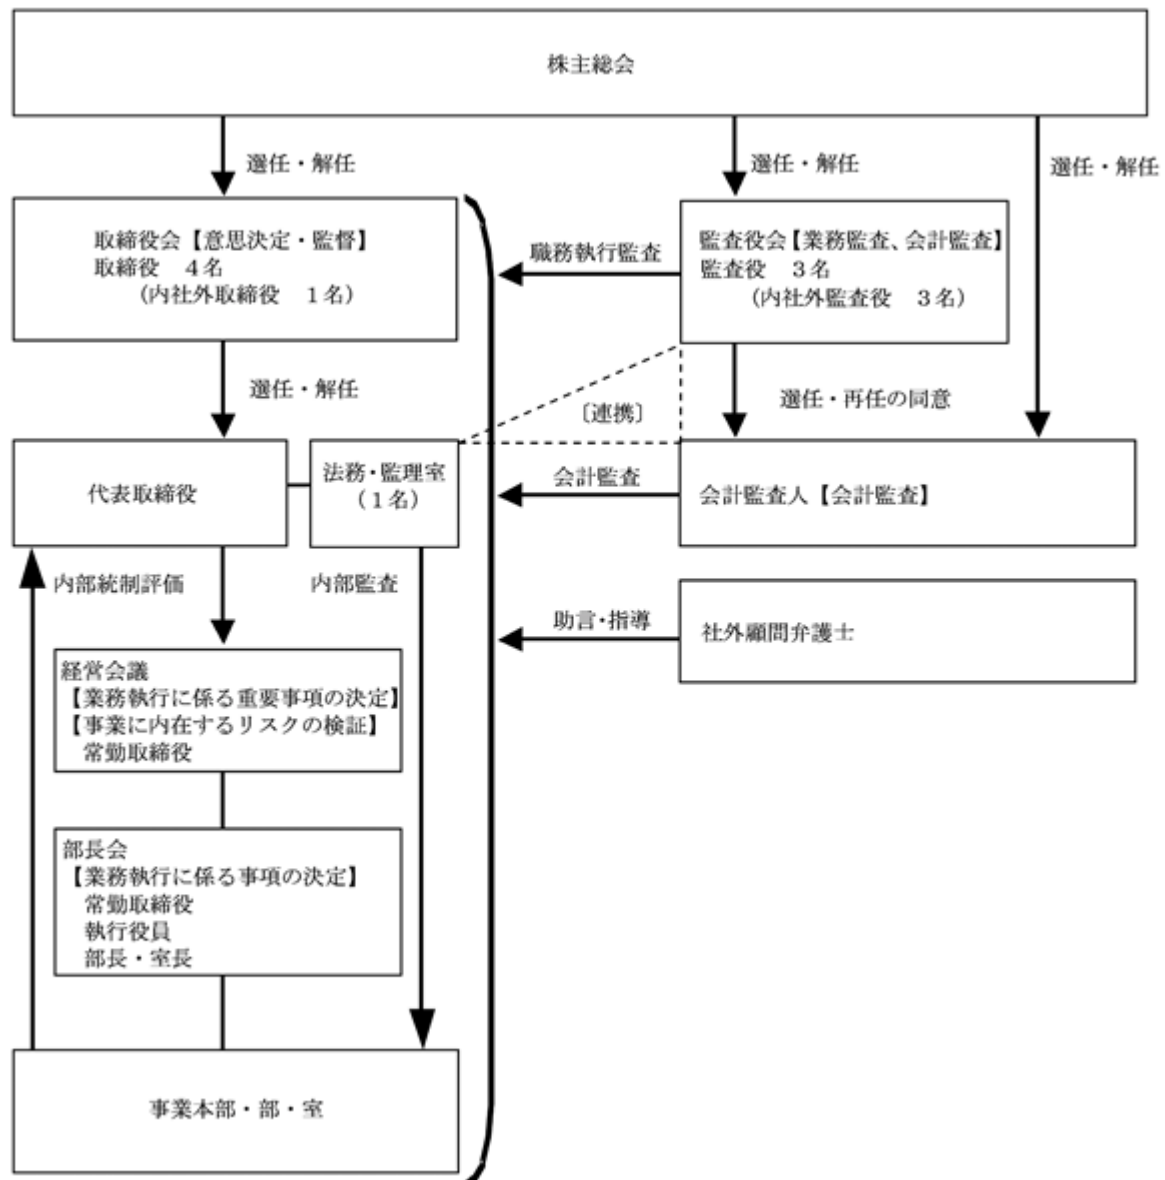 株主総会
選任・解任
選任・解任
選任・解任
取締役会【意思決定・監督】
取締役　４名
（内社外取締役　１名）
職務執行監査
監査役会【業務監査、会計監査】
監査役　３名
（内社外監査役　３名）
選任・解任
〔連携〕
選任・再任の同意
代表取締役
法務・監理室
（１名）
会計監査
会計監査人【会計監査】
内部統制評価
内部監査
助言・指導
社外顧問弁護士
経営会議
【業務執行に係る重要事項の決定】
【事業に内在するリスクの検証】
常勤取締役
部長会
【業務執行に係る事項の決定】
常勤取締役
執行役員
部長・室長
事業本部・部・室